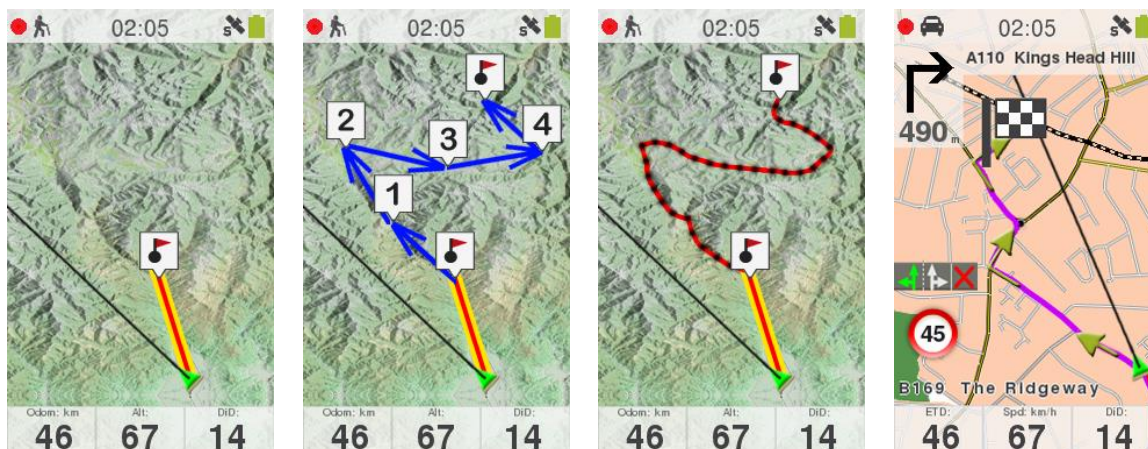 02:05
S
Odom: km
Alt:
DiD:
46
67
14
02:05
S
2
3
4
1
Odom: km
Alt:
DiD:
46
67
14
02:05
S
Odom: km
Alt:
DiD:
46
67
14
02:05
S
A110 Kings Head Hill
490 m
45
B169 The Ridgeway
ETD:
Spd: km/h
DiD:
46
67
14